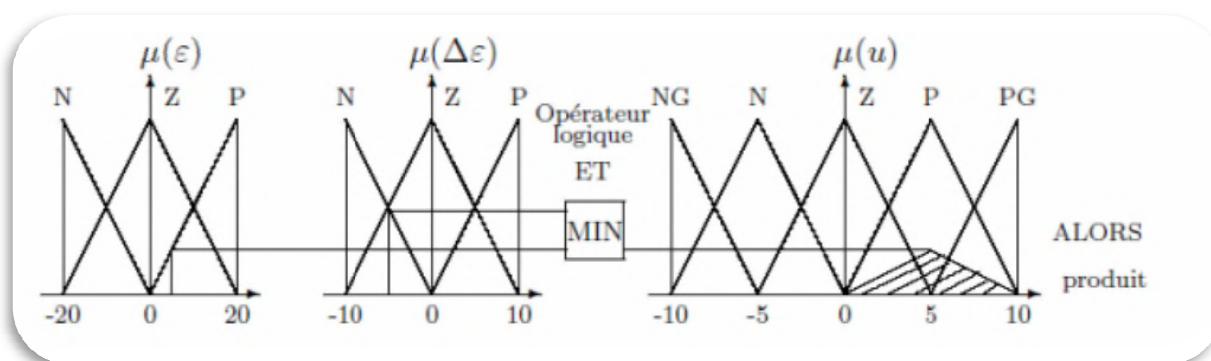 μ(ε)
N Z P
-20 0 20
μ(Δε)
N Z P
-10 0 10
Opérateur
logique
ET
MIN
μ(u)
NG N Z P PG
-10 -5 0 5 10
ALORS
produit